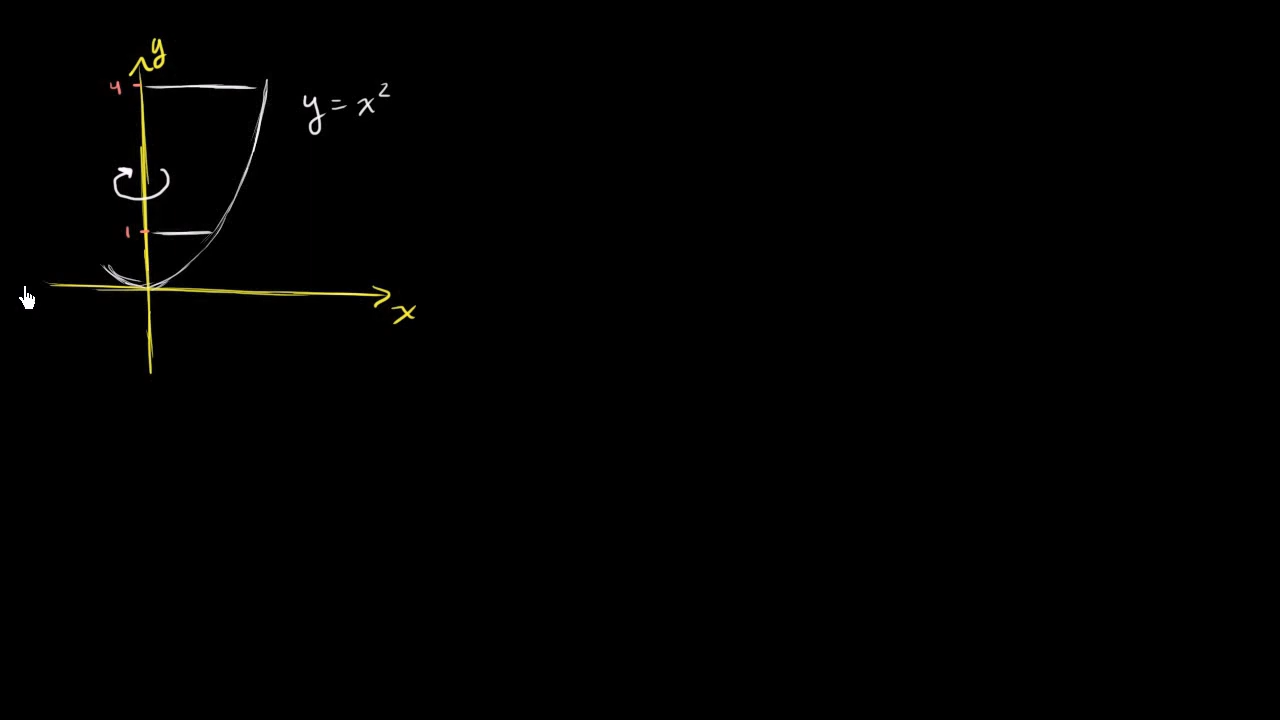 y
4
y = x²
1
x